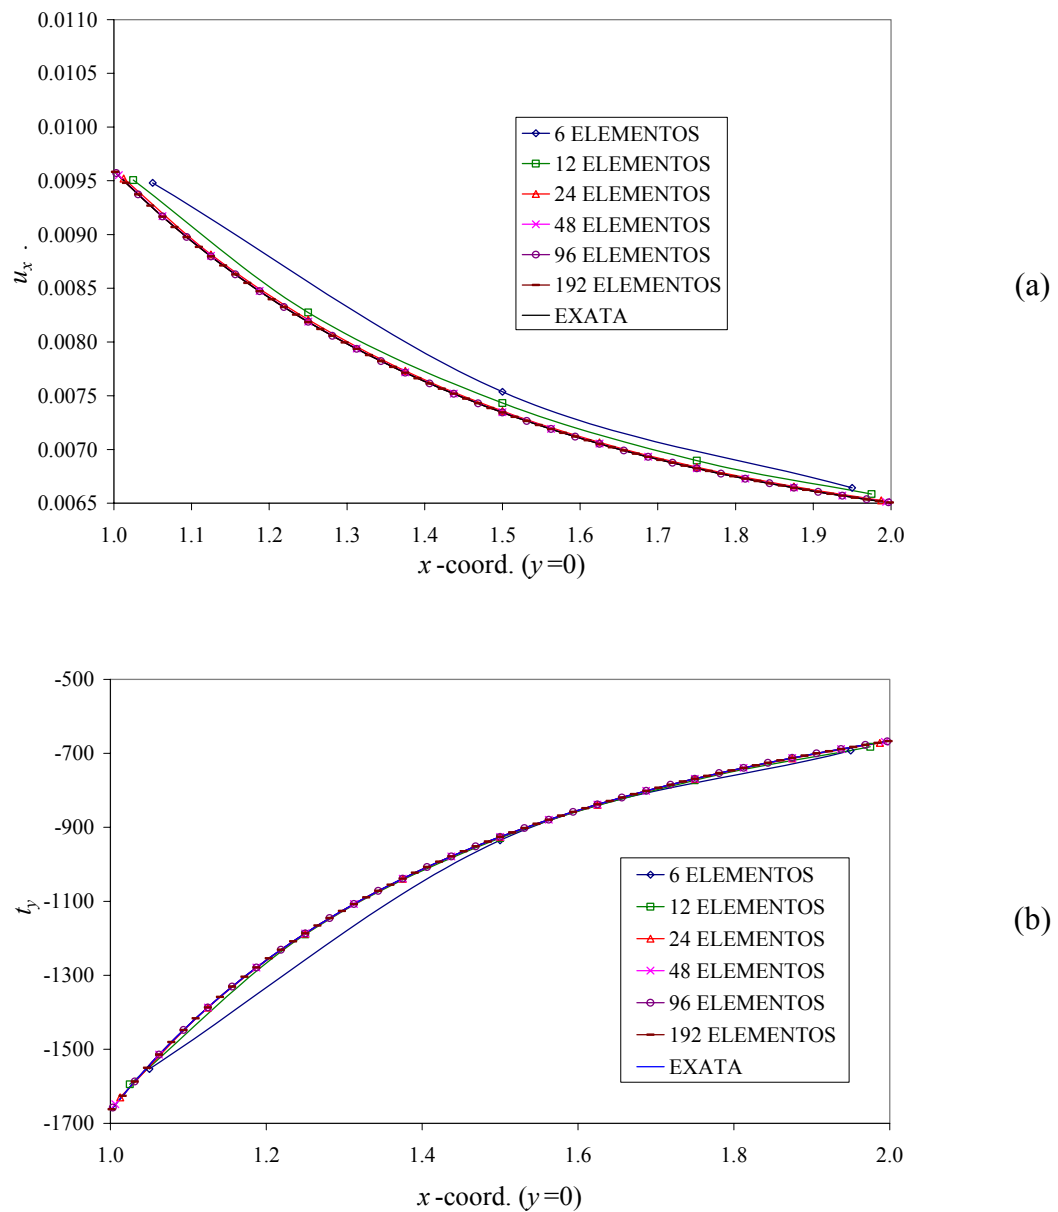 0.0110
0.0105
0.0100
0.0095
0.0090
0.0085
0.0080
0.0075
0.0070
0.0065
u_x .
1.0 1.1 1.2 1.3 1.4 1.5 1.6 1.7 1.8 1.9 2.0
x -coord. (y =0)
6 ELEMENTOS
12 ELEMENTOS
24 ELEMENTOS
48 ELEMENTOS
96 ELEMENTOS
192 ELEMENTOS
EXATA
(a)
-500
-700
-900
-1100
-1300
-1500
-1700
t_y
1.0 1.2 1.4 1.6 1.8 2.0
x -coord. (y =0)
6 ELEMENTOS
12 ELEMENTOS
24 ELEMENTOS
48 ELEMENTOS
96 ELEMENTOS
192 ELEMENTOS
EXATA
(b)